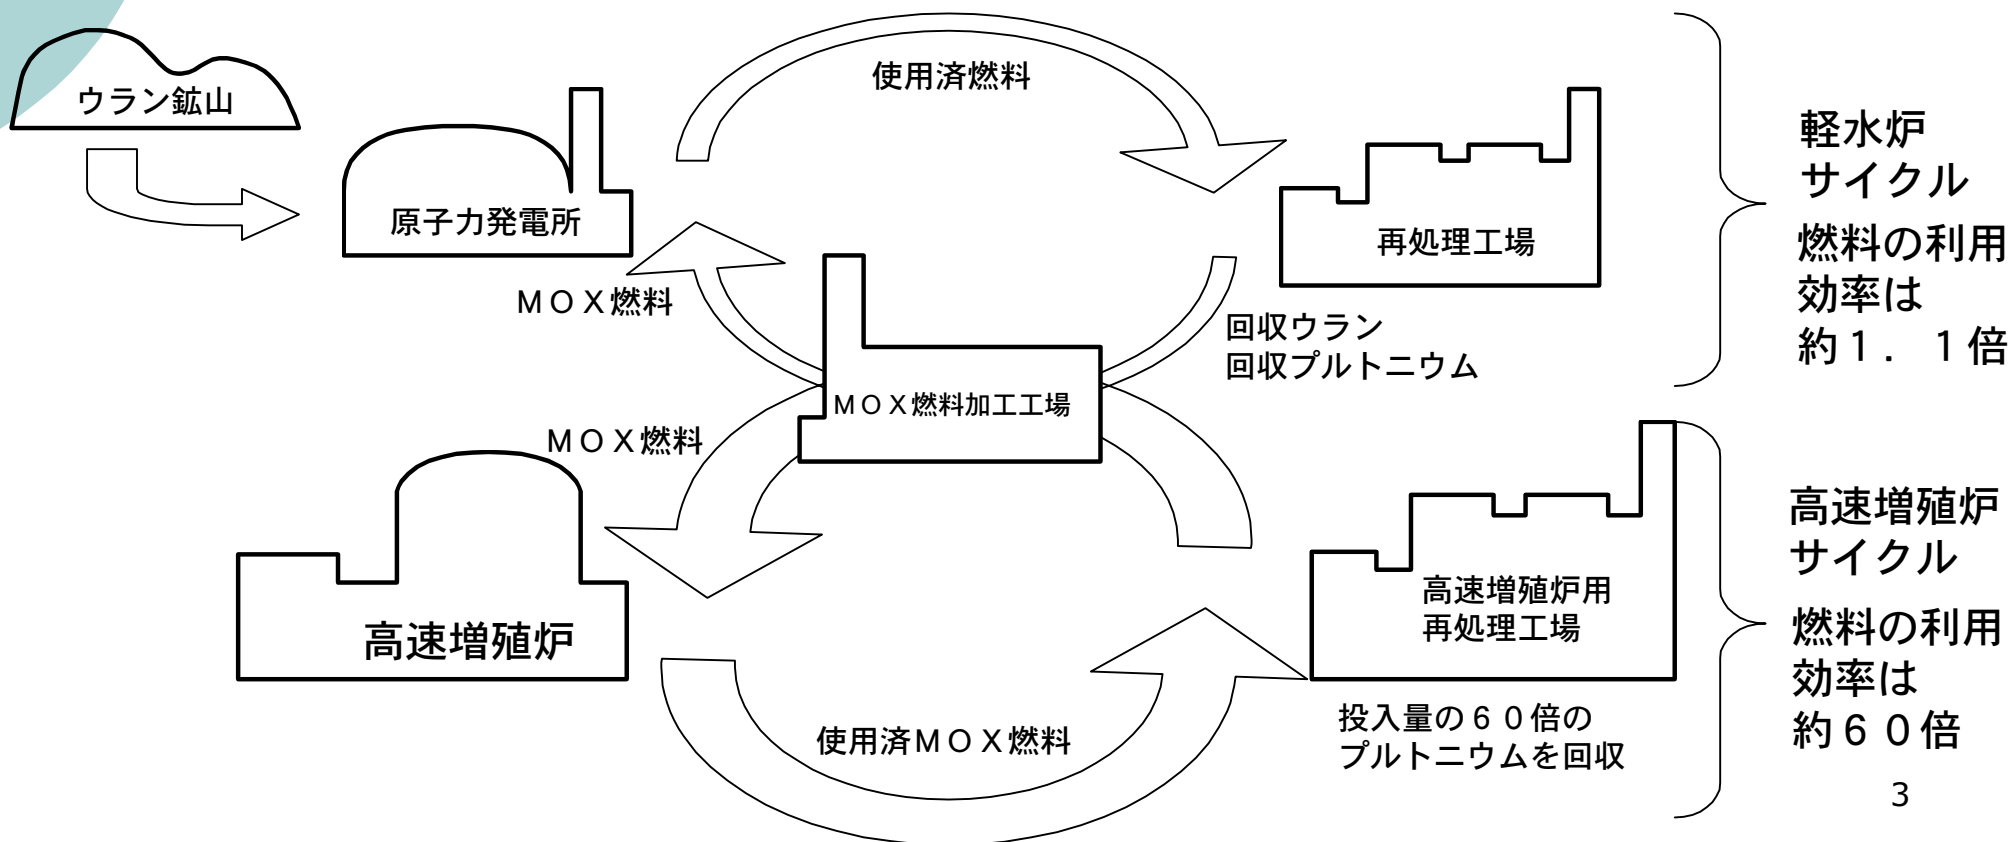 ウラン鉱山
原子力発電所
使用済燃料
再処理工場
ＭＯＸ燃料
回収ウラン
回収プルトニウム
ＭＯＸ燃料加工工場
軽水炉
サイクル
燃料の利用
効率は
約１．１倍
ＭＯＸ燃料
高速増殖炉
使用済ＭＯＸ燃料
高速増殖炉用
再処理工場
投入量の６０倍の
プルトニウムを回収
高速増殖炉
サイクル
燃料の利用
効率は
約６０倍
3